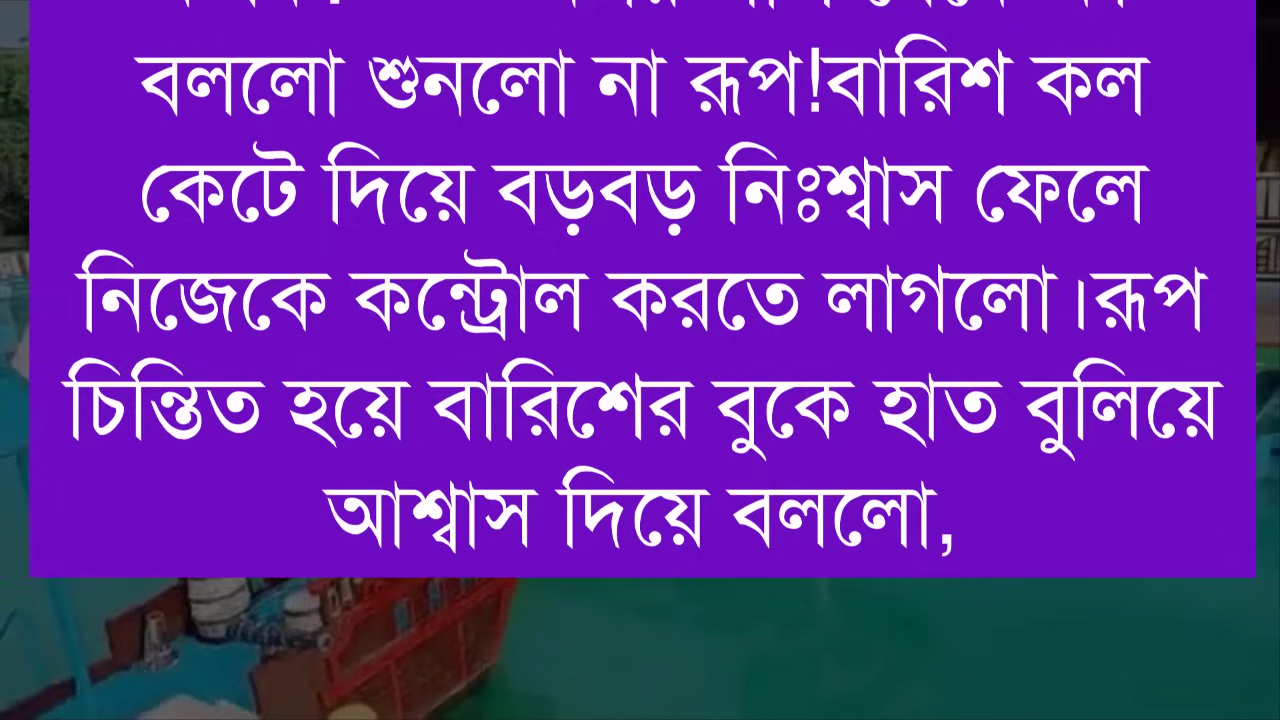 বললো শুনলো না রূপ!বারিশ কল
কেটে দিয়ে বড়বড় নিঃশ্বাস ফেলে
নিজেকে কন্ট্রোল করতে লাগলো।রূপ
চিন্তিত হয়ে বারিশের বুকে হাত বুলিয়ে
আশ্বাস দিয়ে বললো,